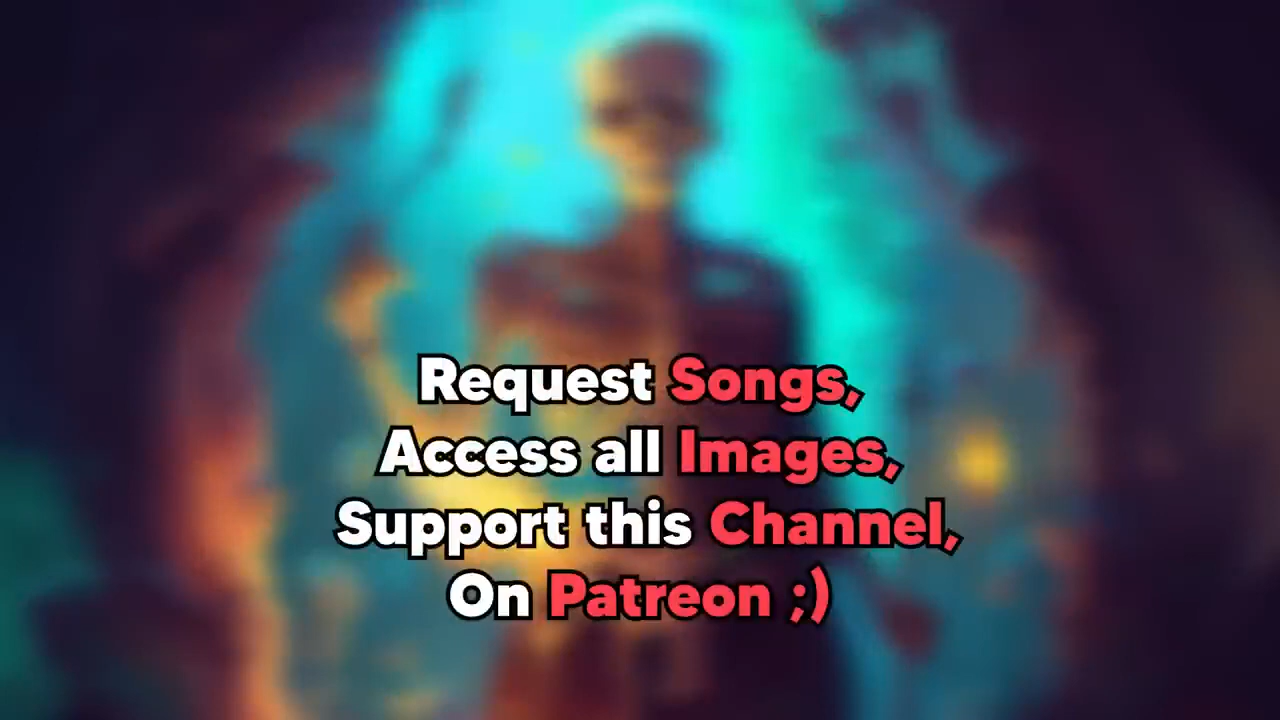 Request Songs,
Access all Images,
Support this Channel,
On Patreon ;)